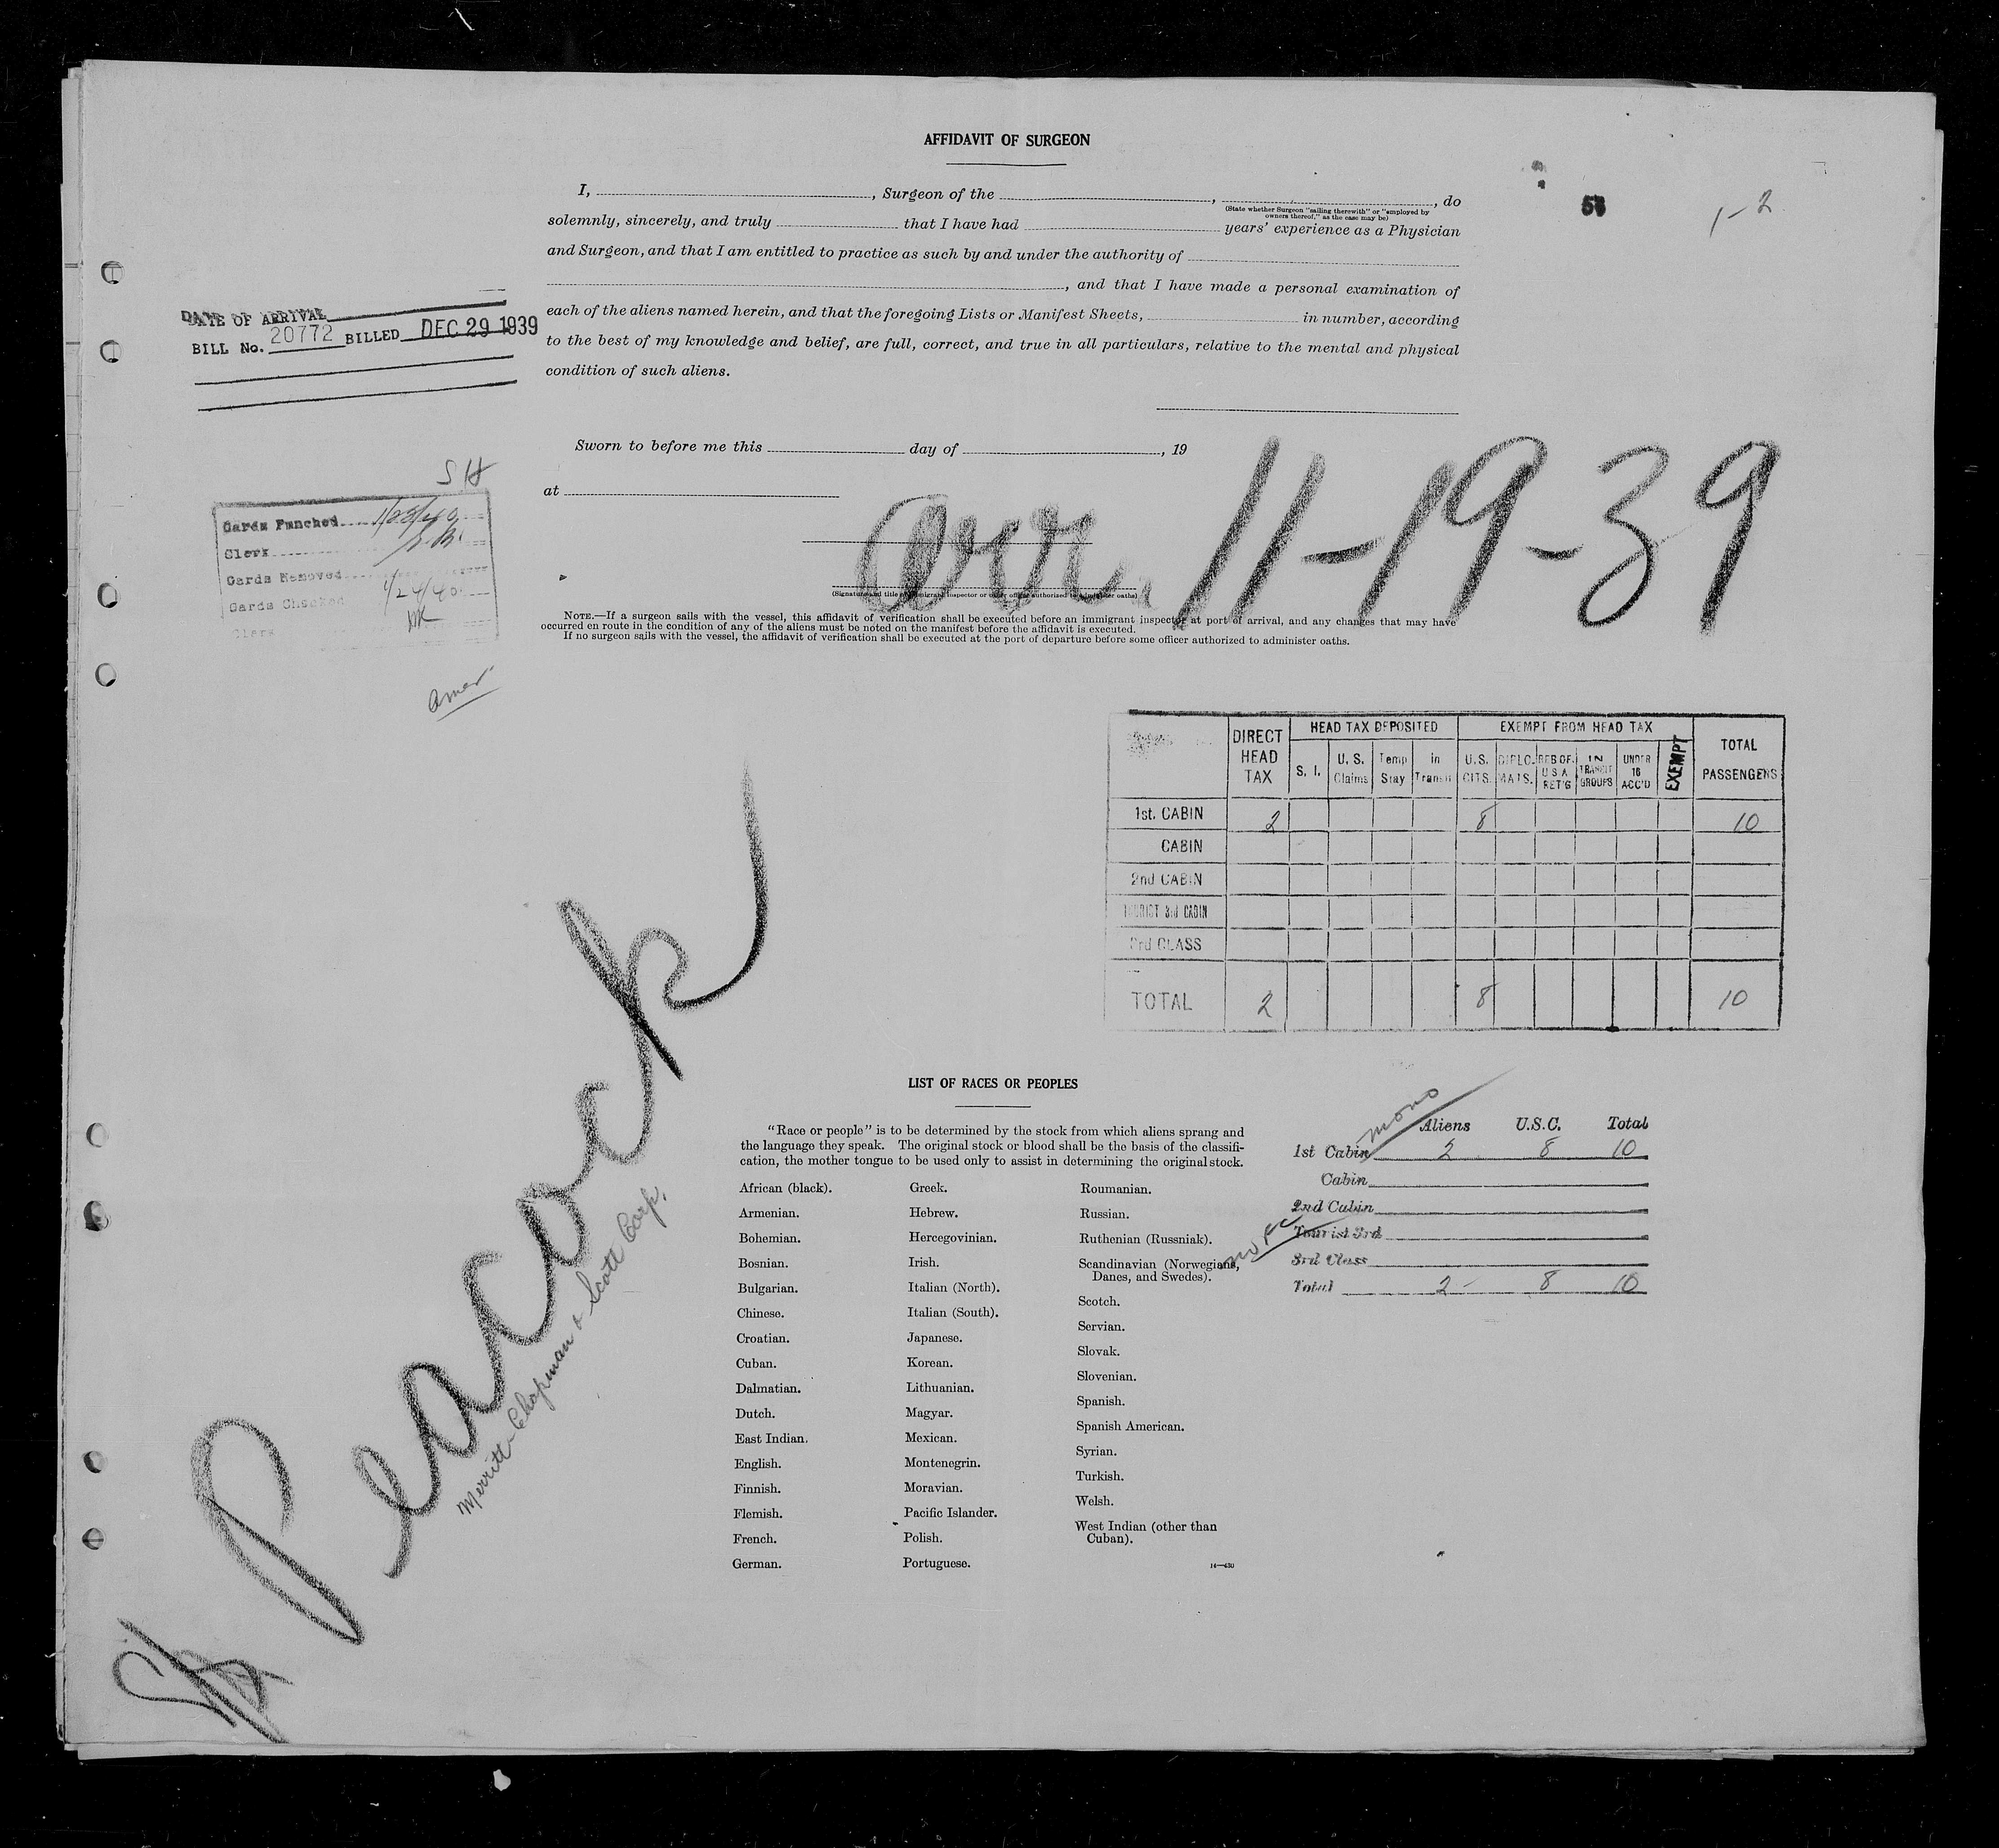 AFFIDAVIT OF SURGEON
I, , Surgeon of the , , do
(State whether Surgeon "sailing therewith" or "employed by
owners thereof," as the case may be)
solemnly, sincerely, and truly that I have had years' experience as a Physician
and Surgeon, and that I am entitled to practice as such by and under the authority of
, and that I have made a personal examination of
each of the aliens named herein, and that the foregoing Lists or Manifest Sheets, in number, according
to the best of my knowledge and belief, are full, correct, and true in all particulars, relative to the mental and physical
condition of such aliens.
1-2
DATE OF ARRIVAL
BILL No. 20772 BILLED DEC 29 1939
Sworn to before me this day of , 19
at
arr. 11-19-39
SH
Cards Punched 1/23/40
Clerk
Cards Removed
Cards Checked 1/24/40
Clerk
amer
NOTE.—If a surgeon sails with the vessel, this affidavit of verification shall be executed before an immigrant inspector at port of arrival, and any changes that may have
occurred en route in the condition of any of the aliens must be noted on the manifest before the affidavit is executed.
If no surgeon sails with the vessel, the affidavit of verification shall be executed at the port of departure before some officer authorized to administer oaths.
DIRECT HEAD TAX HEAD TAX DEPOSITED EXEMPT FROM HEAD TAX TOTAL PASSENGERS
S. I. U. S. Claims Temp Stay in Transit U.S. CITS. DIPLO-MATS. RES OF U S A RET'G IN TRANSIT GROUPS UNDER 16 ACC'D EXEMPT
1st. CABIN 2 8 10
CABIN
2nd CABIN
TOURIST 3rd CABIN
3rd CLASS
TOTAL 2 8 10
Peacock
Merritt-Chapman & Scott Corp.
LIST OF RACES OR PEOPLES
"Race or people" is to be determined by the stock from which aliens sprang and
the language they speak. The original stock or blood shall be the basis of the classifi-
cation, the mother tongue to be used only to assist in determining the original stock.
African (black).
Armenian.
Bohemian.
Bosnian.
Bulgarian.
Chinese.
Croatian.
Cuban.
Dalmatian.
Dutch.
East Indian.
English.
Finnish.
Flemish.
French.
German.
Greek.
Hebrew.
Hercegovinian.
Irish.
Italian (North).
Italian (South).
Japanese.
Korean.
Lithuanian.
Magyar.
Mexican.
Montenegrin.
Moravian.
Pacific Islander.
Polish.
Portuguese.
Roumanian.
Russian.
Ruthenian (Russniak).
Scandinavian (Norwegians,
Danes, and Swedes).
Scotch.
Servian.
Slovak.
Slovenian.
Spanish.
Spanish American.
Syrian.
Turkish.
Welsh.
West Indian (other than
Cuban).
mono
Aliens U.S.C. Total
1st Cabin 2 8 10
Cabin
2nd Cabin
Tourist 3rd
3rd Class
Total 2 8 10